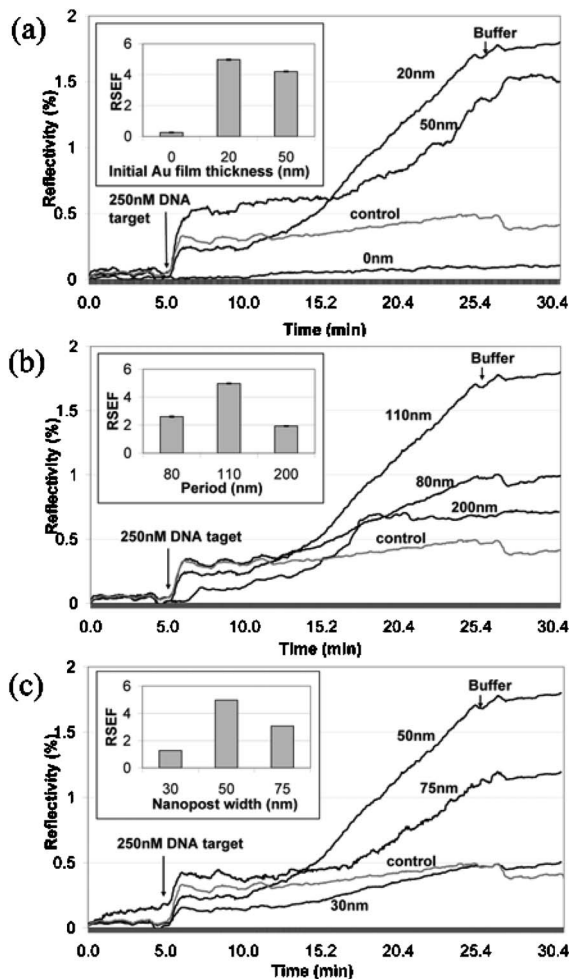 (a)
Reflectivity (%)
2
1.5
1
0.5
0
RSEF
6
4
2
0
0 20 50
Initial Au film thickness (nm)
250nM DNA
target
Buffer
20nm
50nm
control
0nm
0.0 5.0 10.0 15.2 20.4 25.4 30.4
Time (min)
(b)
Reflectivity (%)
2
1.5
1
0.5
0
RSEF
6
4
2
0
80 110 200
Period (nm)
250nM DNA taget
Buffer
110nm
80nm
200nm
control
0.0 5.0 10.0 15.2 20.4 25.4 30.4
Time (min)
(c)
Reflectivity (%)
2
1.5
1
0.5
0
RSEF
6
4
2
0
30 50 75
Nanopost width (nm)
250nM DNA target
Buffer
50nm
75nm
control
30nm
0.0 5.0 10.0 15.2 20.4 25.4 30.4
Time (min)